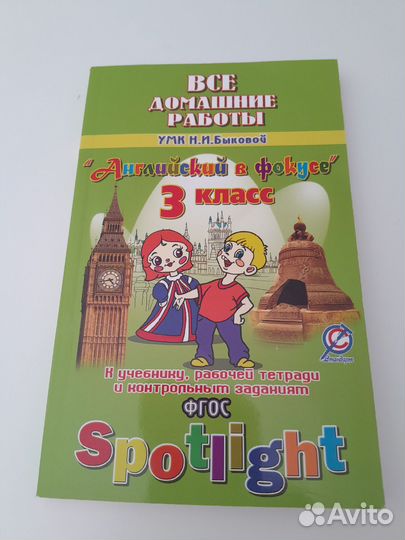 ВСЕ
ДОМАШНИЕ
РАБОТЫ
УМК Н.И.Быковой
"Английский в фокусе"
3 класс
К учебнику, рабочей тетради
и контрольным заданиям
ФГОС
Spotlight
Avito